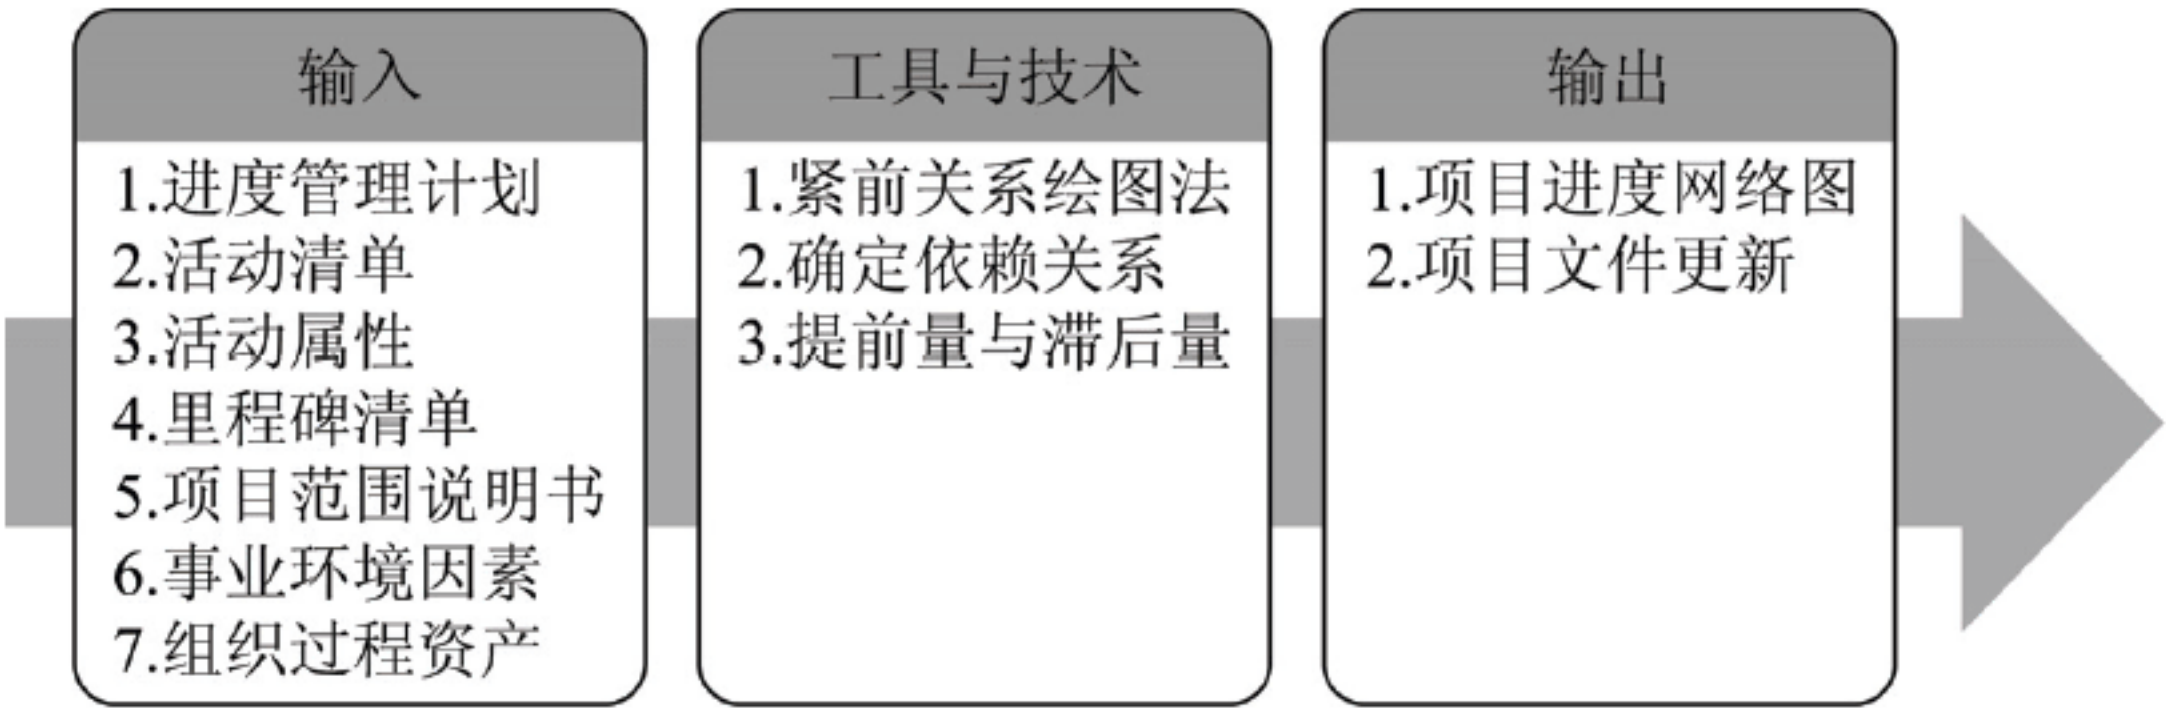 输入
1.进度管理计划
2.活动清单
3.活动属性
4.里程碑清单
5.项目范围说明书
6.事业环境因素
7.组织过程资产
工具与技术
1.紧前关系绘图法
2.确定依赖关系
3.提前量与滞后量
输出
1.项目进度网络图
2.项目文件更新